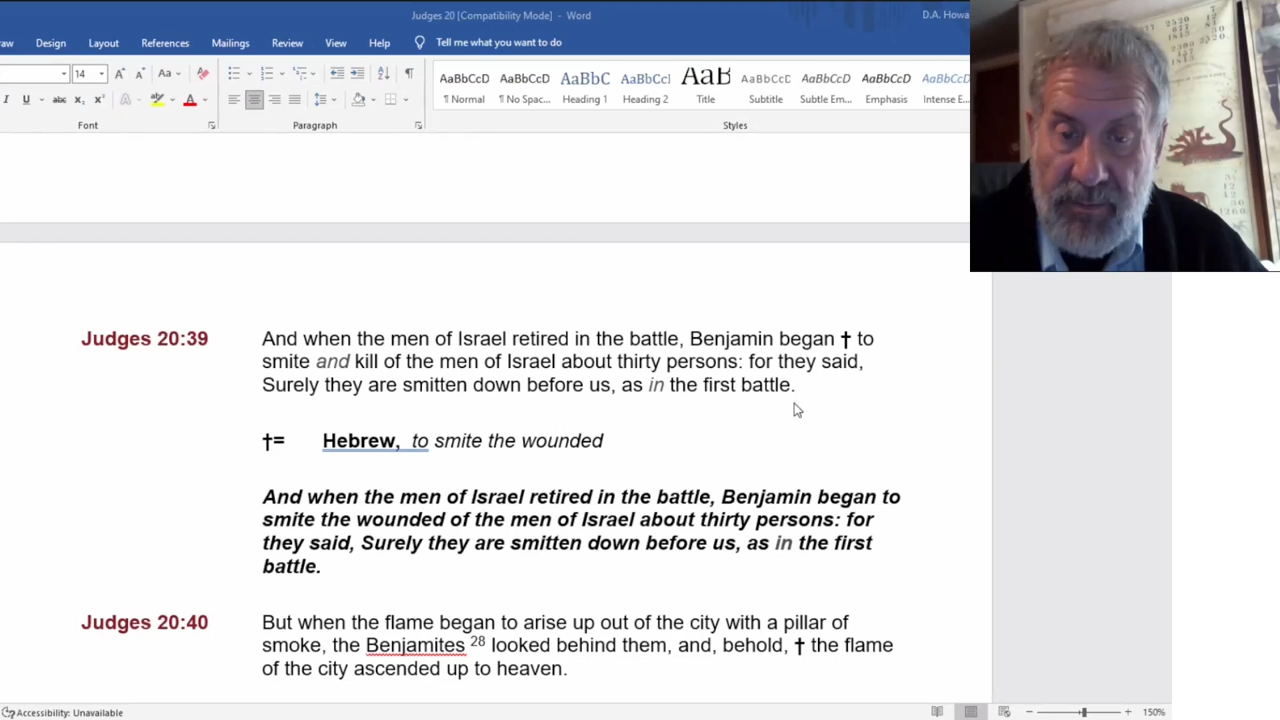 Judges 20 [Compatibility Mode] - Word
D.A. Howa
aw Design Layout References Mailings Review View Help Tell me what you want to do
14 Aa
AaBbCcD AaBbCcD AaBbC AaBbCcI AaB AaBbCcD AaBbCcD AaBbCcD AaBbCcD
I U abc x₂ x² A A
¶ Normal ¶ No Spac... Heading 1 Heading 2 Title Subtitle Subtle Em... Emphasis Intense E...
Font Paragraph Styles
2520
1260.
Judges 20:39 And when the men of Israel retired in the battle, Benjamin began † to
smite and kill of the men of Israel about thirty persons: for they said,
Surely they are smitten down before us, as in the first battle.
†= Hebrew, to smite the wounded
And when the men of Israel retired in the battle, Benjamin began to
smite the wounded of the men of Israel about thirty persons: for
they said, Surely they are smitten down before us, as in the first
battle.
Judges 20:40 But when the flame began to arise up out of the city with a pillar of
smoke, the Benjamites 28 looked behind them, and, behold, † the flame
of the city ascended up to heaven.
Accessibility: Unavailable 150%